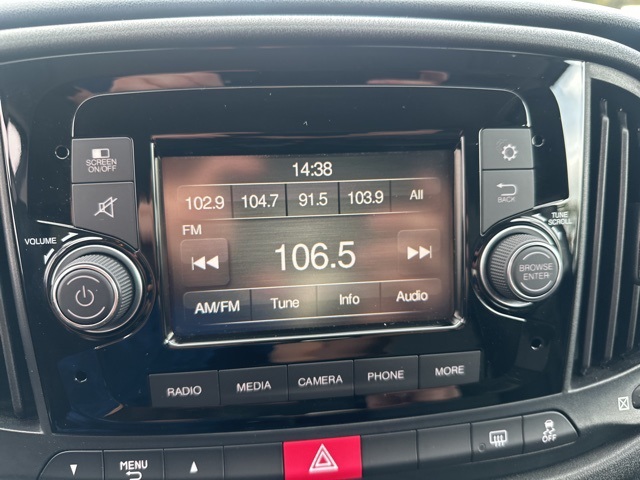 14:38
SCREEN
ON/OFF
102.9 104.7 91.5 103.9 All
BACK
FM
VOLUME
TUNE
SCROLL
106.5
BROWSE
ENTER
AM/FM Tune Info Audio
RADIO MEDIA CAMERA PHONE MORE
MENU
OFF